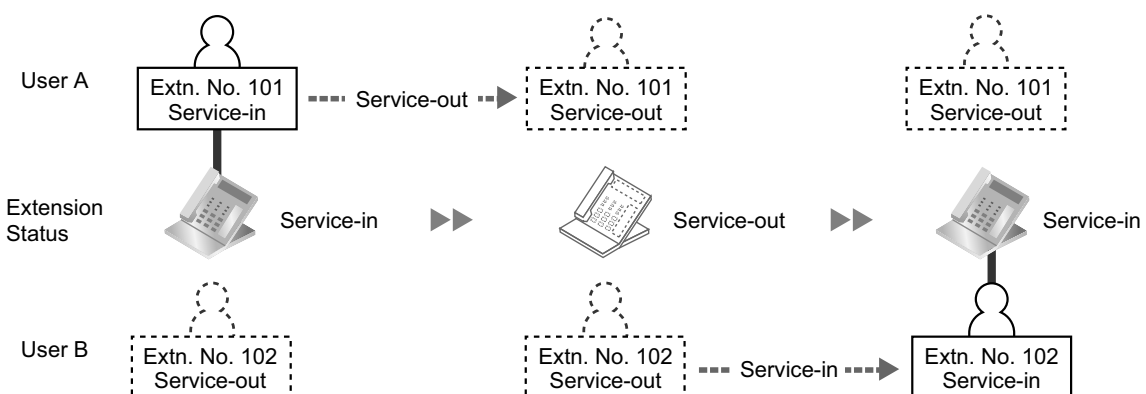 User A
Extn. No. 101
Service-in
Service-out
Extn. No. 101
Service-out
Extn. No. 101
Service-out
Extension
Status
Service-in
Service-out
Service-in
User B
Extn. No. 102
Service-out
Extn. No. 102
Service-out
Service-in
Extn. No. 102
Service-in